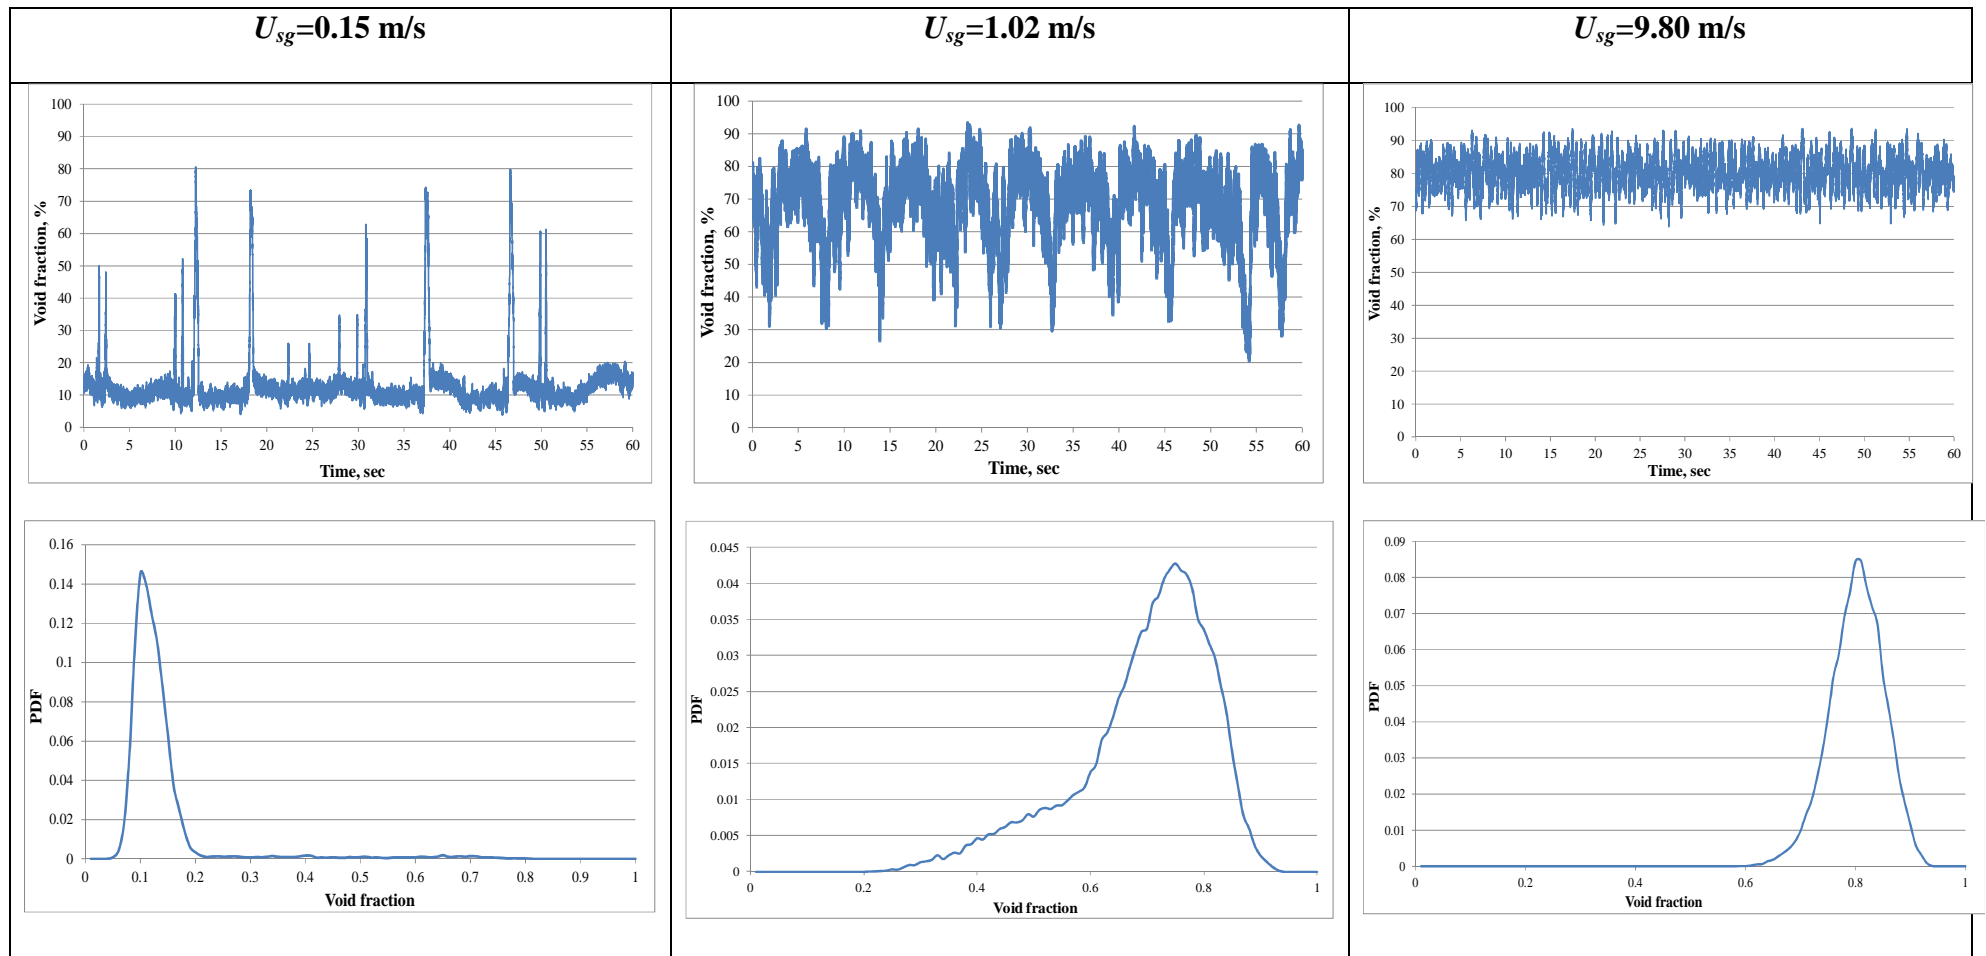 Usg=0.15 m/s
Usg=1.02 m/s
Usg=9.80 m/s
Void fraction, %
100
90
80
70
60
50
40
30
20
10
0
0 5 10 15 20 25 30 35 40 45 50 55 60
Time, sec
Void fraction, %
100
90
80
70
60
50
40
30
20
10
0
0 5 10 15 20 25 30 35 40 45 50 55 60
Time, sec
Void fraction, %
100
90
80
70
60
50
40
30
20
10
0
0 5 10 15 20 25 30 35 40 45 50 55 60
Time, sec
PDF
0.16
0.14
0.12
0.1
0.08
0.06
0.04
0.02
0
0 0.1 0.2 0.3 0.4 0.5 0.6 0.7 0.8 0.9 1
Void fraction
PDF
0.045
0.04
0.035
0.03
0.025
0.02
0.015
0.01
0.005
0
0 0.2 0.4 0.6 0.8 1
Void fraction
PDF
0.09
0.08
0.07
0.06
0.05
0.04
0.03
0.02
0.01
0
0 0.2 0.4 0.6 0.8 1
Void fraction